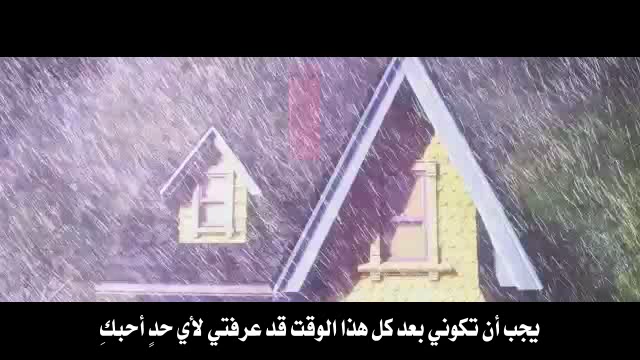 يجب أن تكوني بعد كل هذا الوقت قد عرفتي لأي حدٍ أحبكِ